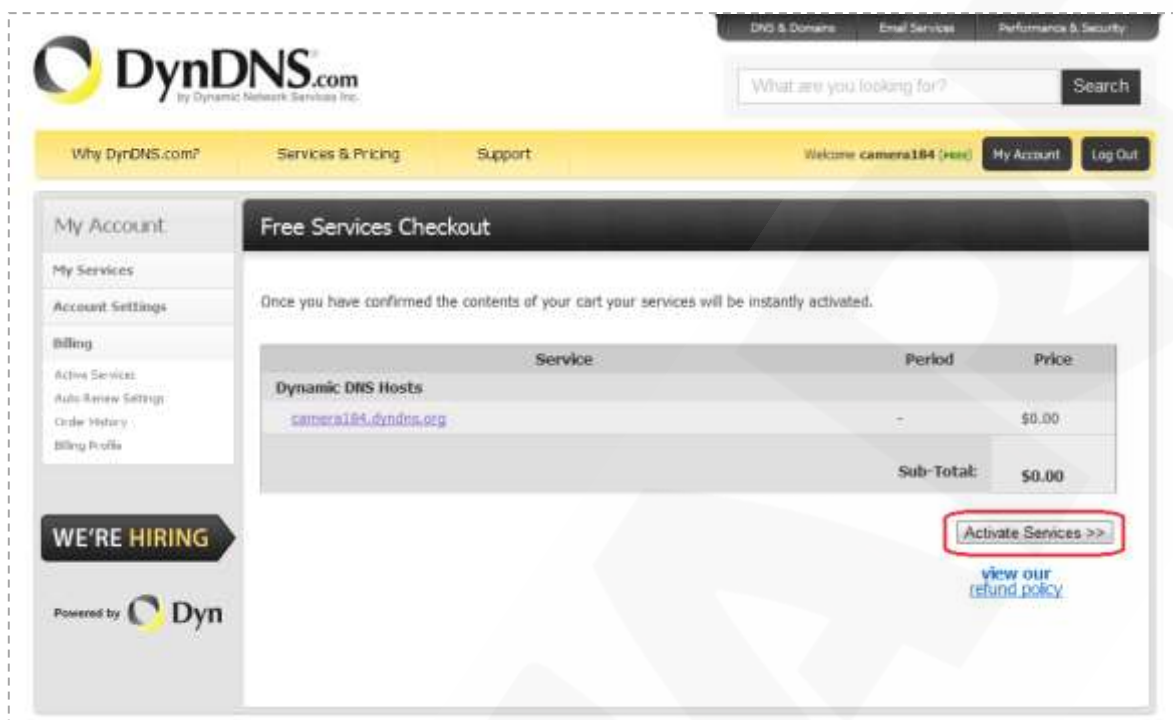 DNS & Domains Email Services Performance & Security
DynDNS.com
by Dynamic Network Services Inc.
What are you looking for? Search
Why DynDNS.com? Services & Pricing Support Welcome camera184 My Account Log Out
My Account
My Services
Account Settings
Billing
Active Services
Auto Renew Settings
Order History
Billing Profile
WE'RE HIRING
Powered by Dyn
Free Services Checkout
Once you have confirmed the contents of your cart your services will be instantly activated.
Service Period Price
Dynamic DNS Hosts
camera184.dyndns.org - $0.00
Sub-Total: $0.00
Activate Services >>
view our
refund policy